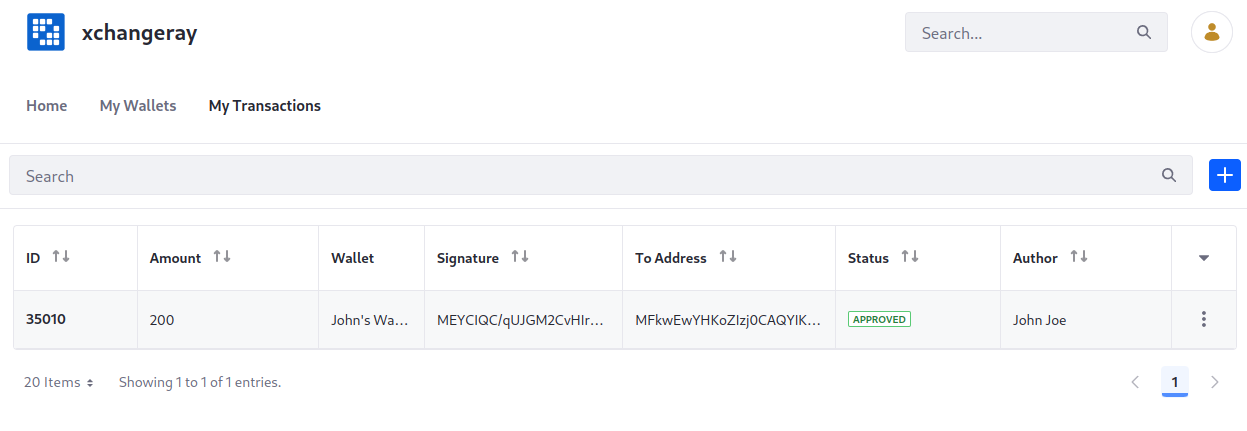 xchangeray
Search...
Home My Wallets My Transactions
Search
ID Amount Wallet Signature To Address Status Author
35010 200 John's Wa... MEYCIQC/qUJGM2CvHIr... MFkwEwYHKoZIzj0CAQYIK... APPROVED John Joe
20 Items Showing 1 to 1 of 1 entries. 1